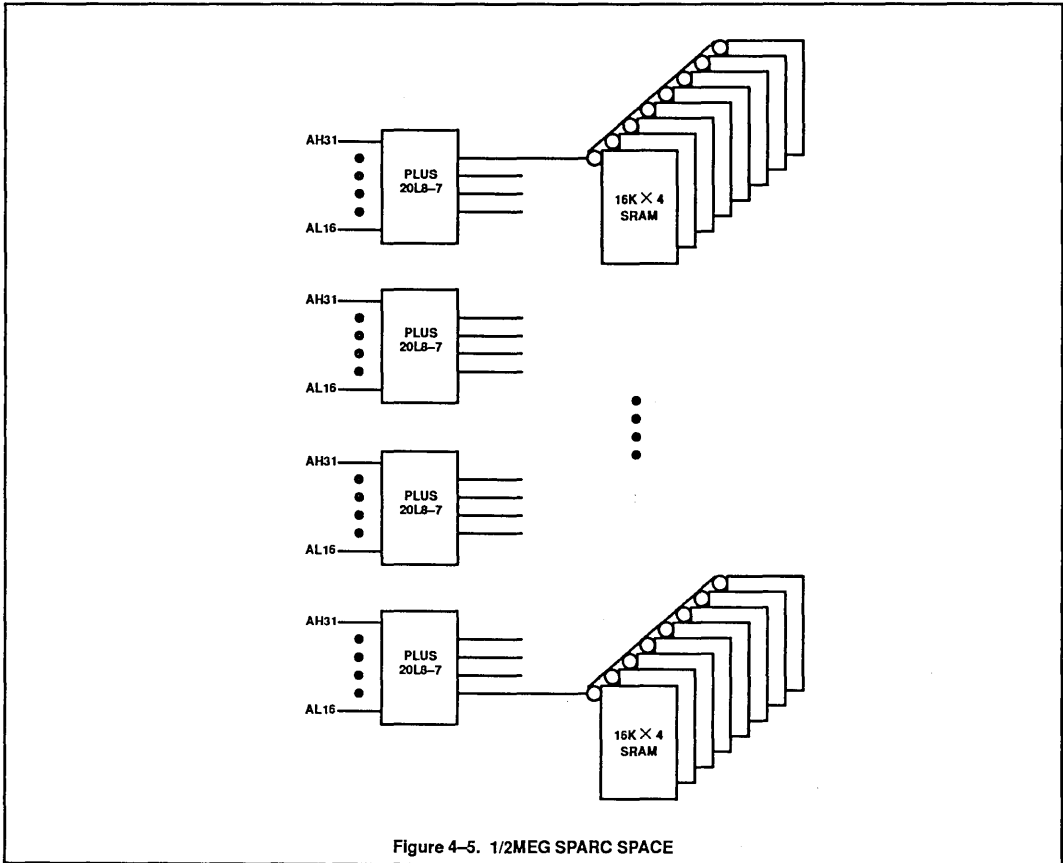 AH31
PLUS
20L8–7
AL16
16K × 4
SRAM
AH31
PLUS
20L8–7
AL16
AH31
PLUS
20L8–7
AL16
AH31
PLUS
20L8–7
AL16
16K × 4
SRAM
Figure 4–5. 1/2MEG SPARC SPACE